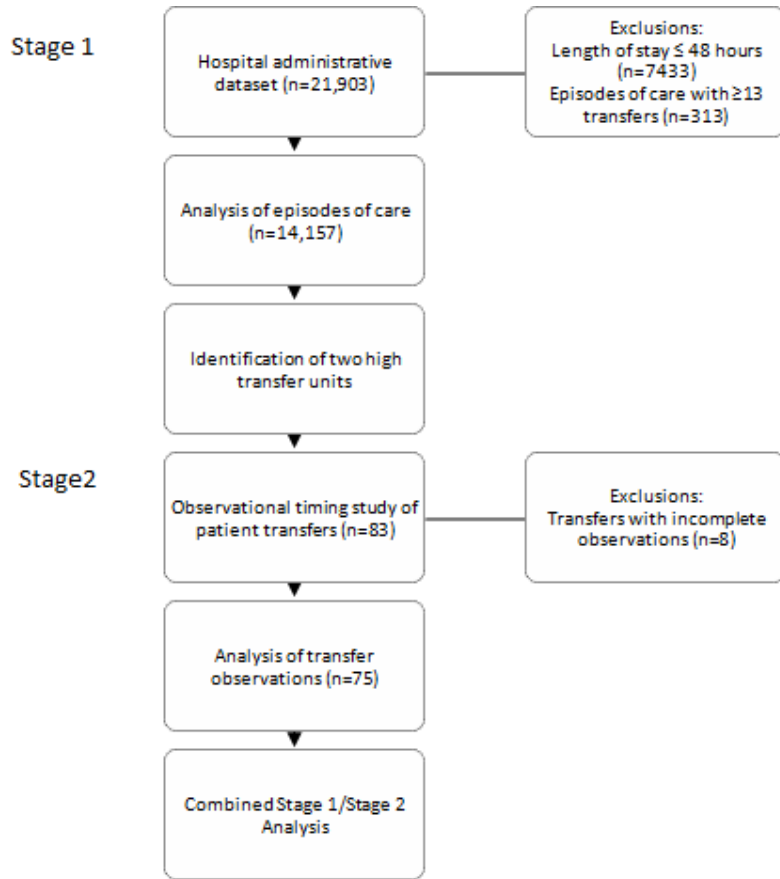 Stage 1
Hospital administrative
dataset (n=21,903)
Exclusions:
Length of stay ≤ 48 hours
(n=7433)
Episodes of care with ≥13
transfers (n=313)
Analysis of episodes of care
(n=14,157)
Identification of two high
transfer units
Stage2
Observational timing study of
patient transfers (n=83)
Exclusions:
Transfers with incomplete
observations (n=8)
Analysis of transfer
observations (n=75)
Combined Stage 1/Stage 2
Analysis